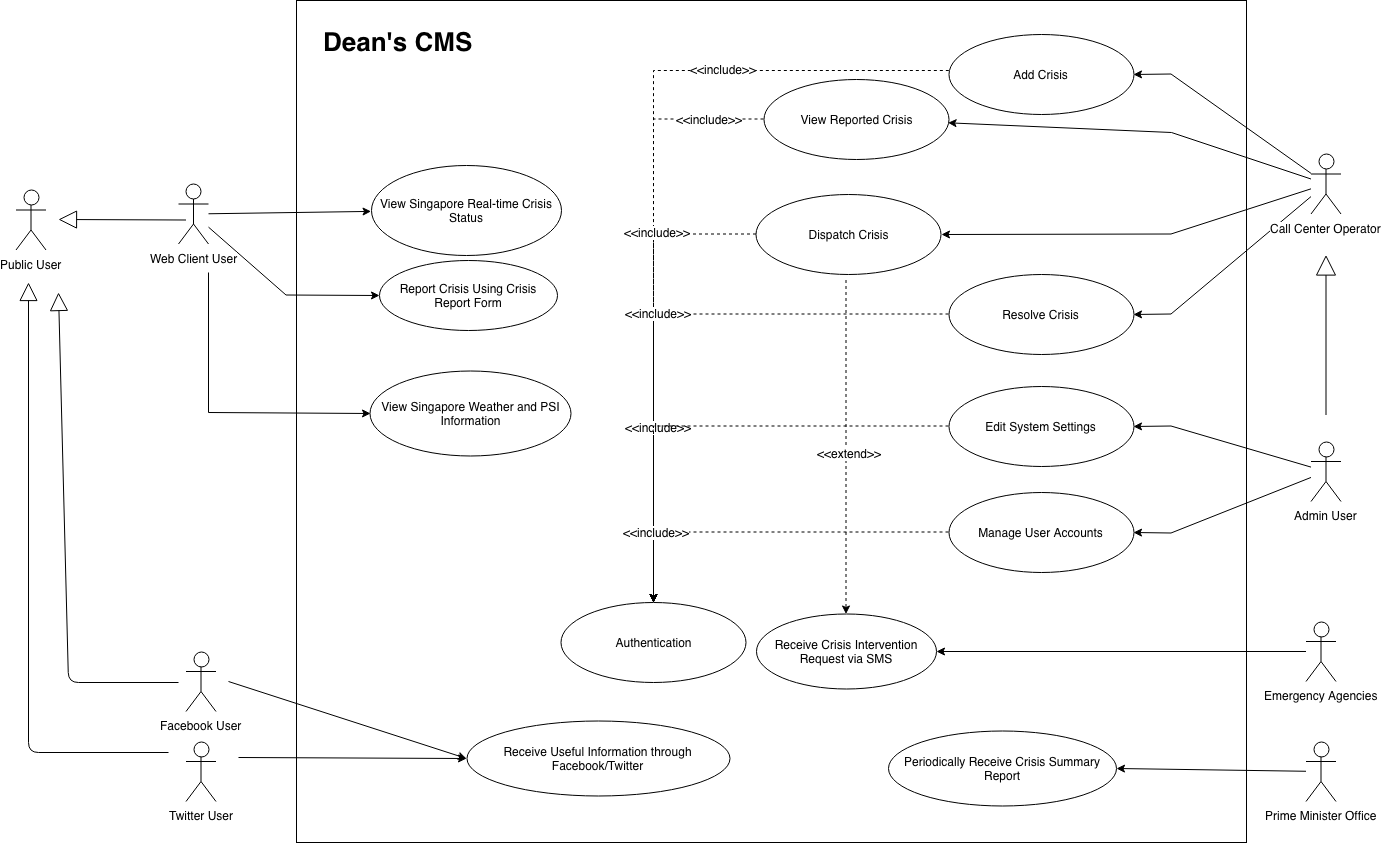 Dean's CMS
<<include>>
Add Crisis
<<include>>
View Reported Crisis
View Singapore Real-time Crisis
Status
Public User
Web Client User
<<include>>
Dispatch Crisis
Call Center Operator
Report Crisis Using Crisis
Report Form
<<include>>
Resolve Crisis
View Singapore Weather and PSI
Information
<<include>>
Edit System Settings
<<extend>>
Admin User
<<include>>
Manage User Accounts
Authentication
Receive Crisis Intervention
Request via SMS
Emergency Agencies
Facebook User
Receive Useful Information through
Facebook/Twitter
Periodically Receive Crisis Summary
Report
Twitter User
Prime Minister Office